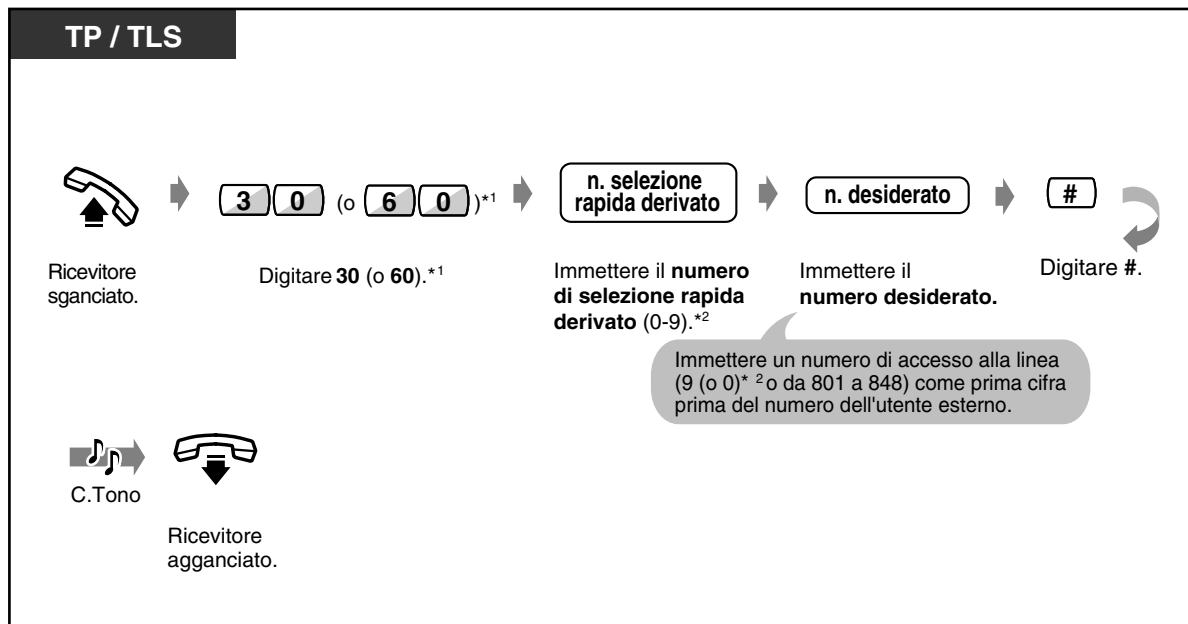 TP / TLS
3 0 (o 6 0)*1
n. selezione
rapida derivato
n. desiderato
#
Ricevitore
sganciato.
Digitare 30 (o 60).*1
Immettere il numero
di selezione rapida
derivato (0-9).*2
Immettere il
numero desiderato.
Digitare #.
Immettere un numero di accesso alla linea
(9 (o 0)* 2 o da 801 a 848) come prima cifra
prima del numero dell'utente esterno.
C.Tono
Ricevitore
agganciato.